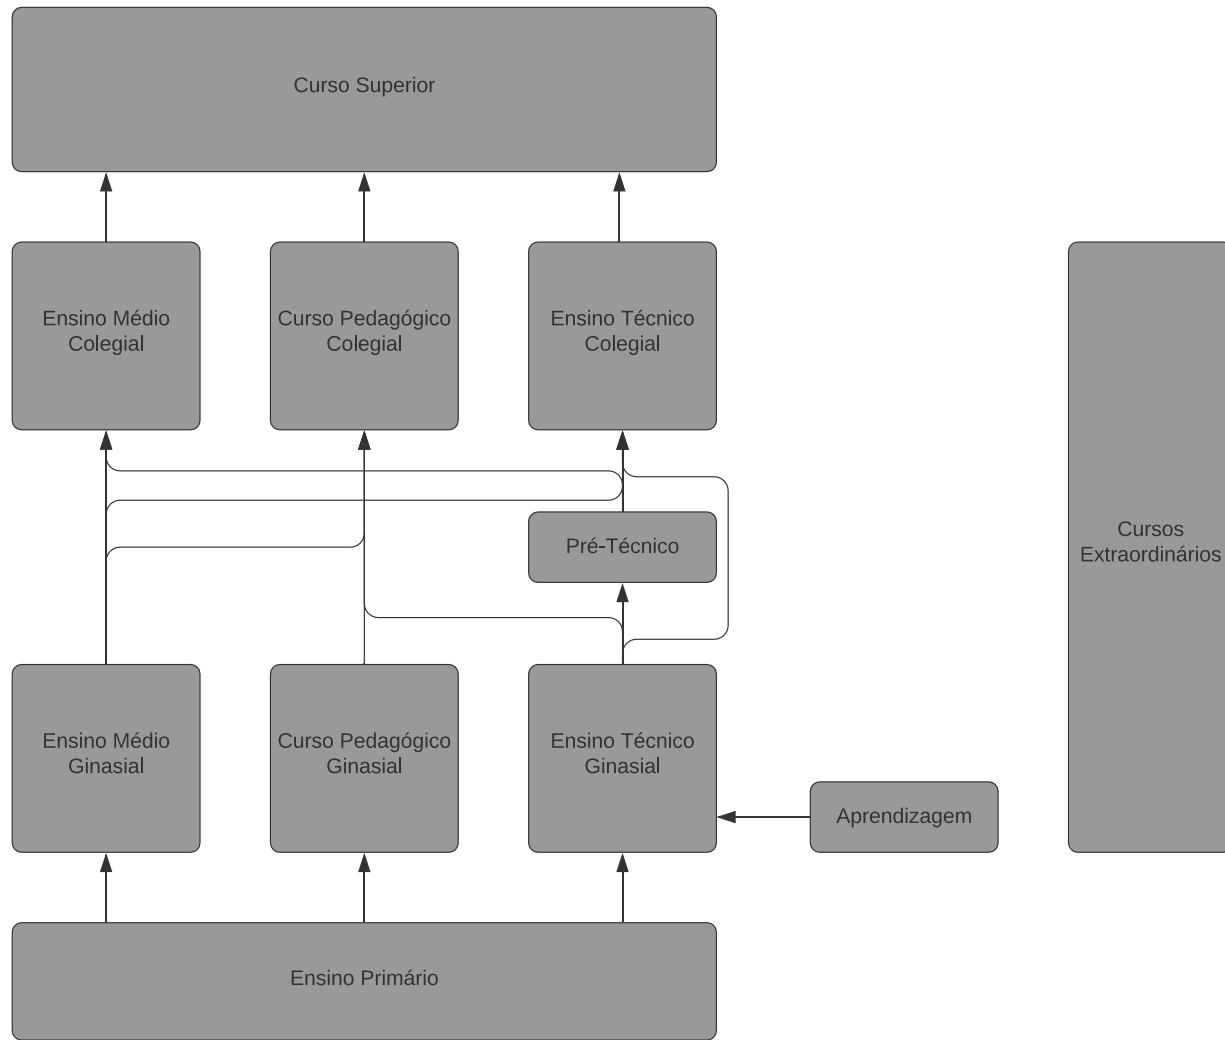 Curso Superior
Ensino Médio
Colegial
Curso Pedagógico
Colegial
Ensino Técnico
Colegial
Cursos
Extraordinários
Pré-Técnico
Ensino Médio
Ginasial
Curso Pedagógico
Ginasial
Ensino Técnico
Ginasial
Aprendizagem
Ensino Primário